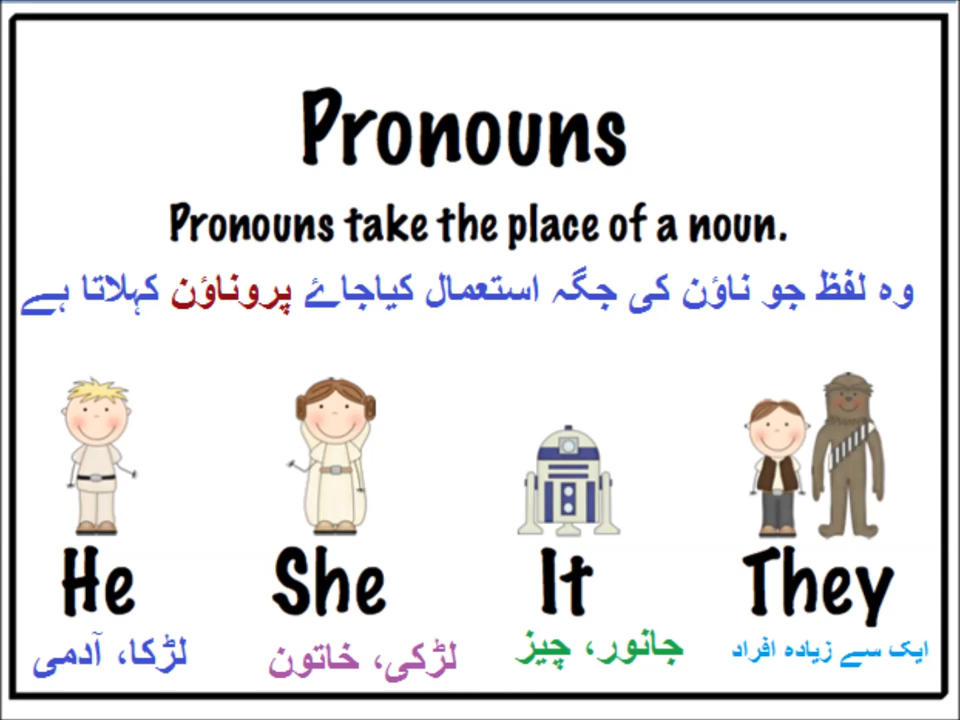 Pronouns
Pronouns take the place of a noun.
وہ لفظ جو ناؤن کی جگہ استعمال کیاجاۓ پروناؤن کہلاتا ہے
He She It They
لڑکا، آدمی لڑکی، خاتون جانور، چیز ایک سے زیادہ افراد